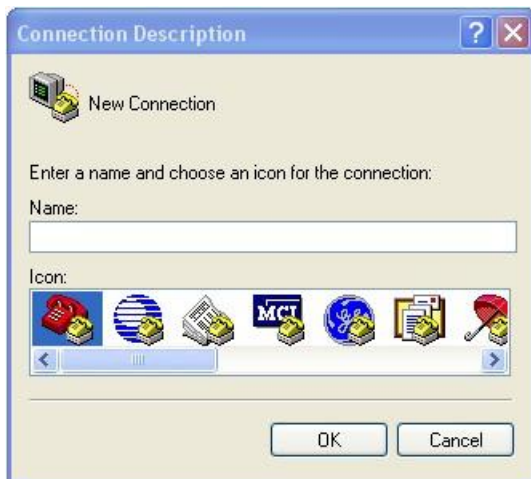 Connection Description
New Connection
Enter a name and choose an icon for the connection:
Name:
Icon:
MCI
OK
Cancel